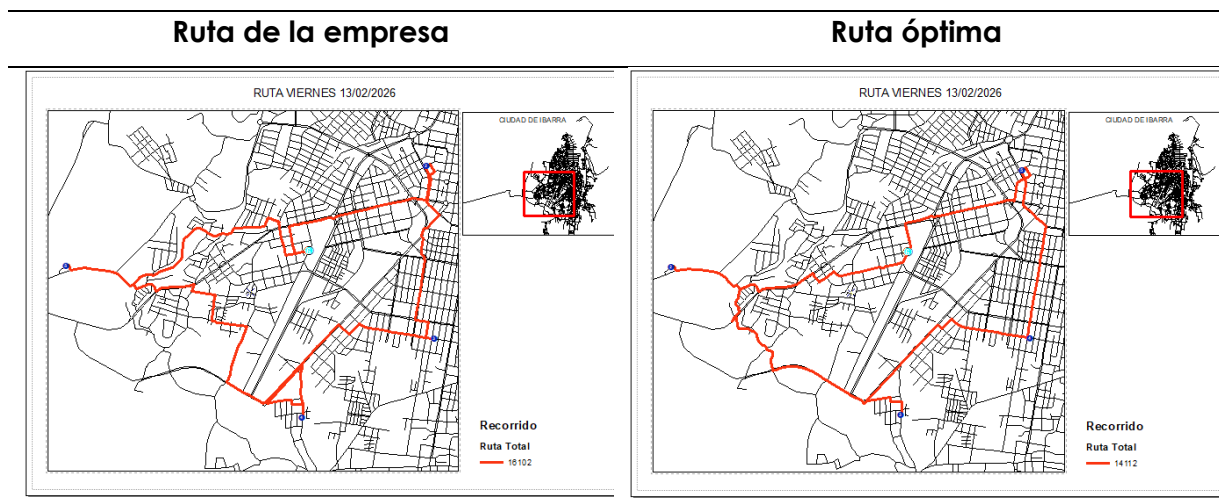 Ruta de la empresa
Ruta óptima
RUTA VIERNES 13/02/2026
CIUDAD DE IBARRA
Recorrido
Ruta Total
16102
RUTA VIERNES 13/02/2026
CIUDAD DE IBARRA
Recorrido
Ruta Total
14112